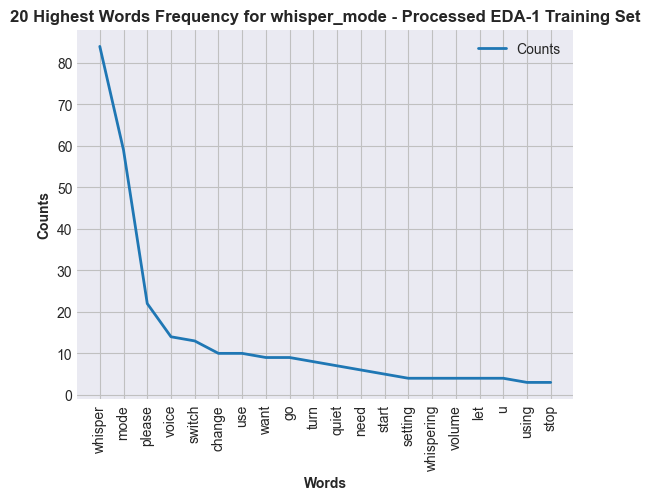 20 Highest Words Frequency for whisper_mode - Processed EDA-1 Training Set
Counts
80
70
60
50
40
30
20
10
0
Counts
whisper
mode
please
voice
switch
change
use
want
go
turn
quiet
need
start
setting
whispering
volume
let
u
using
stop
Words